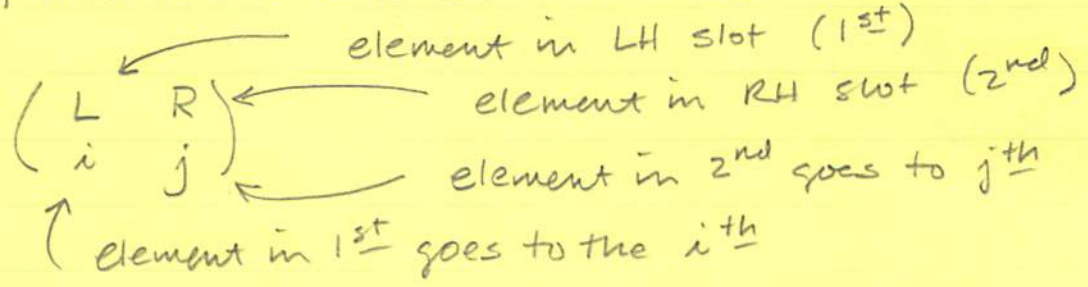 element in LH slot (1st)
L R
element in RH slot (2nd)
i j
element in 2nd goes to jth
element in 1st goes to the ith